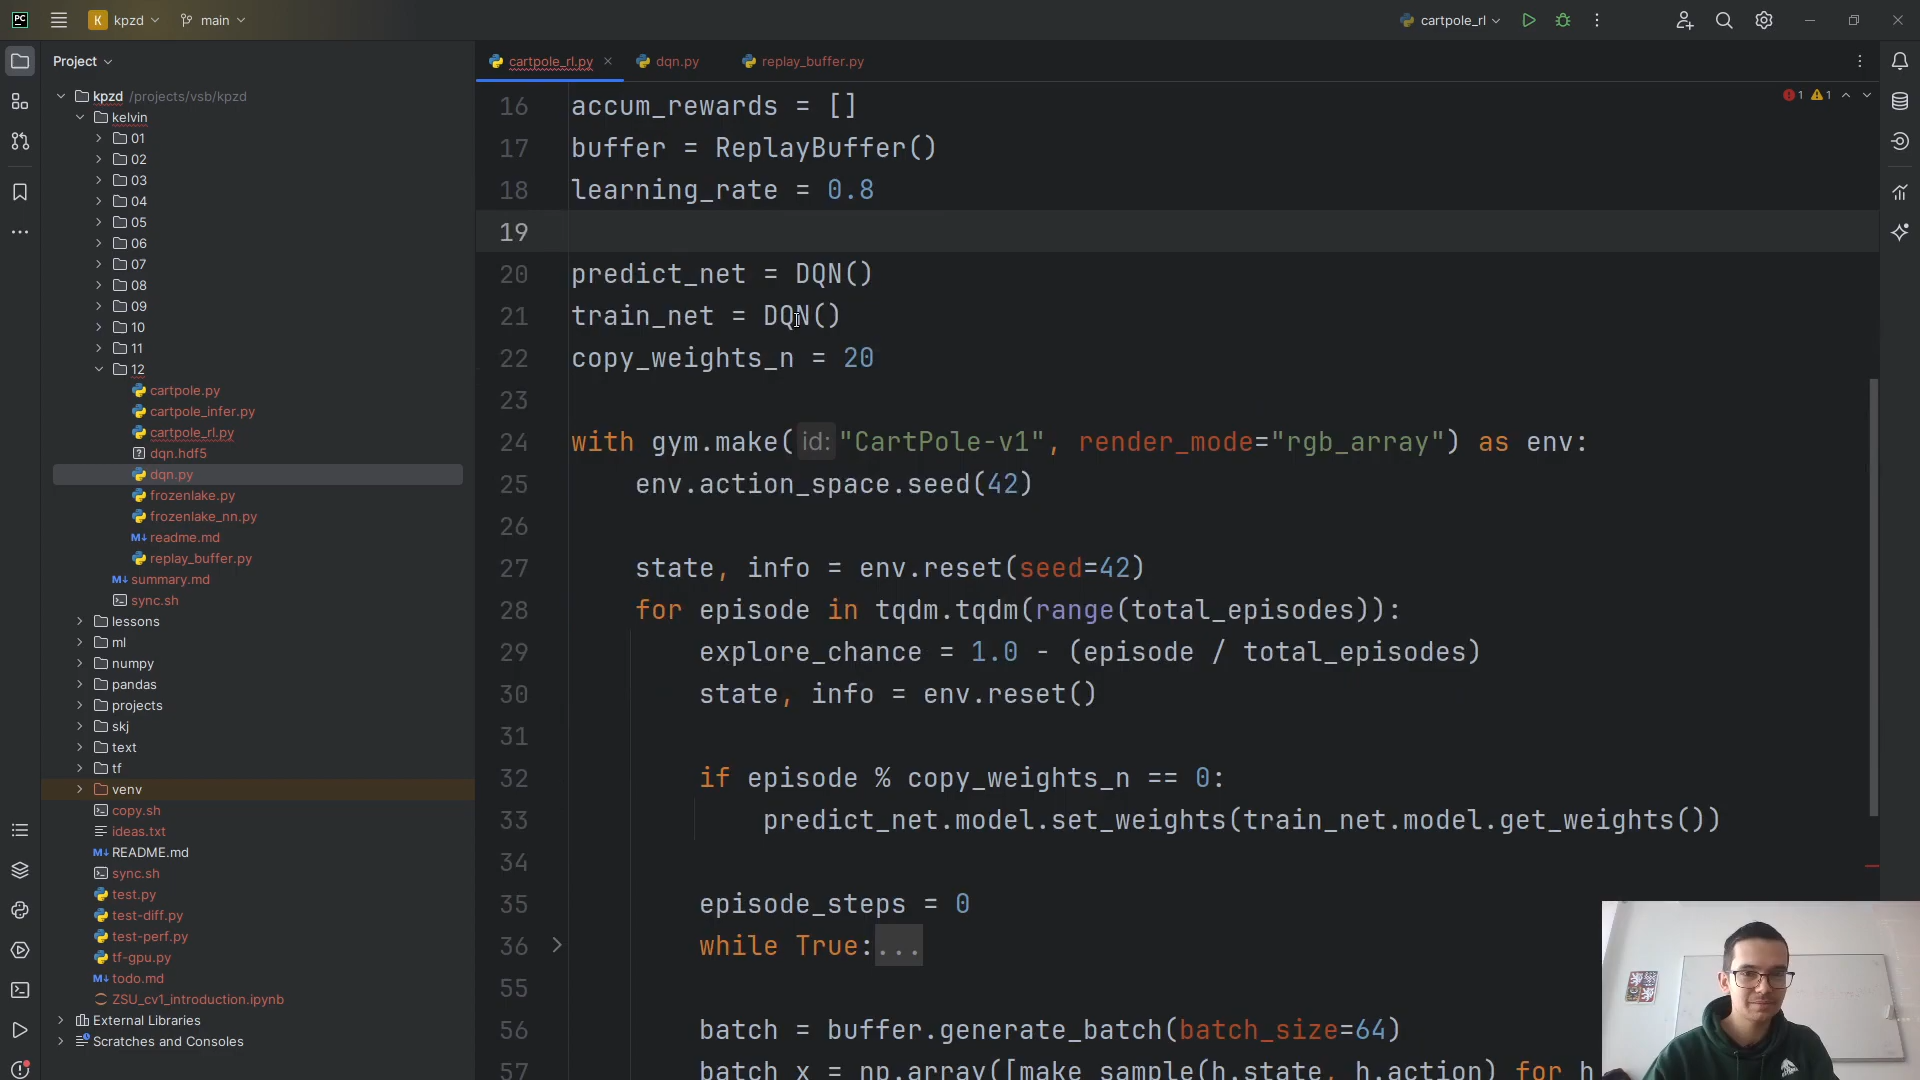 PC
K kpzd
main
cartpole_rl
Project
cartpole_rl.py
dqn.py
replay_buffer.py
kpzd /projects/vsb/kpzd
kelvin
01
02
03
04
05
06
07
08
09
10
11
12
cartpole.py
cartpole_infer.py
cartpole_rl.py
dqn.hdf5
dqn.py
frozenlake.py
frozenlake_nn.py
readme.md
replay_buffer.py
summary.md
sync.sh
lessons
ml
numpy
pandas
projects
skj
text
tf
venv
copy.sh
ideas.txt
README.md
sync.sh
test.py
test-diff.py
test-perf.py
tf-gpu.py
todo.md
ZSU_cv1_introduction.ipynb
External Libraries
Scratches and Consoles
1 1
16 accum_rewards = []
17 buffer = ReplayBuffer()
18 learning_rate = 0.8
19
20 predict_net = DQN()
21 train_net = DQN()
22 copy_weights_n = 20
23
24 with gym.make( id: "CartPole-v1", render_mode="rgb_array") as env:
25 env.action_space.seed(42)
26
27 state, info = env.reset(seed=42)
28 for episode in tqdm.tqdm(range(total_episodes)):
29 explore_chance = 1.0 - (episode / total_episodes)
30 state, info = env.reset()
31
32 if episode % copy_weights_n == 0:
33 predict_net.model.set_weights(train_net.model.get_weights())
34
35 episode_steps = 0
36 while True:...
55
56 batch = buffer.generate_batch(batch_size=64)
57 batch_x = np.array([make_sample(h.state, h.action) for h